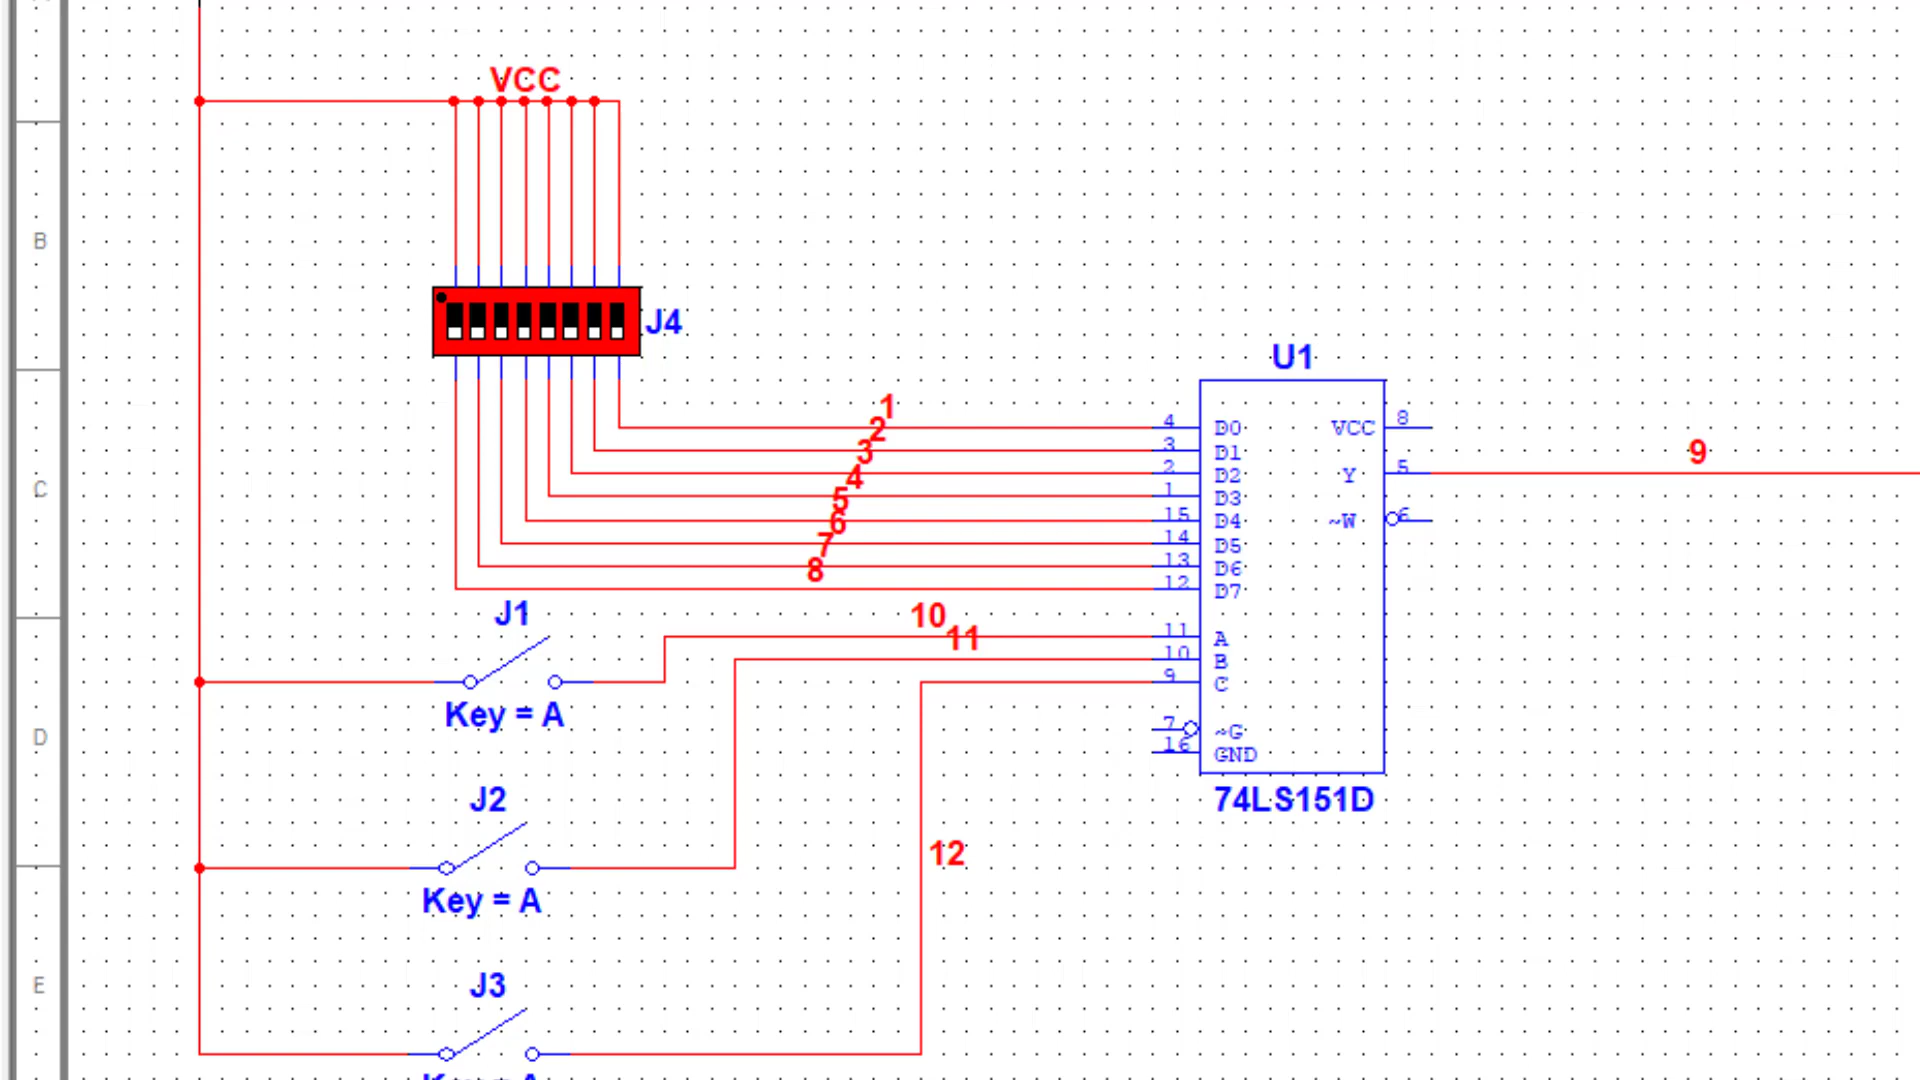 VCC
B
J4
U1
1
2
3
4
5
6
7
8
4 D0 VCC 8
3 D1
2 D2 Y 5
9
1 D3
C
15 D4 ~W 6
14 D5
13 D6
12 D7
J1
10
11
11 A
10 B
9 C
Key = A
7 ~G
D
16 GND
J2
74LS151D
12
Key = A
J3
E